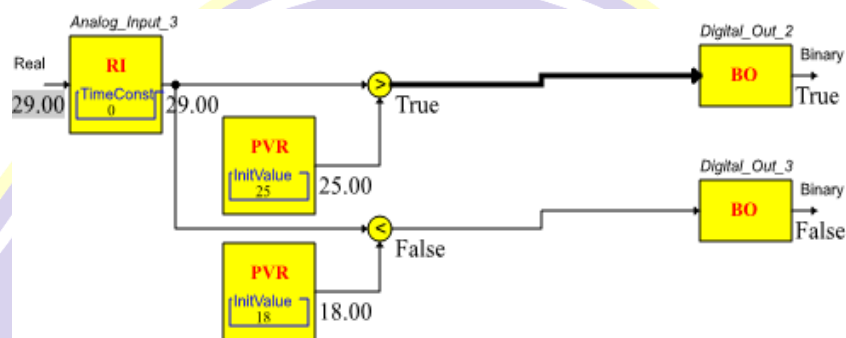 Analog_Input_3
Real
RI
29.00
TimeConstr
0
29.00
>
True
PVR
InitValue
25
25.00
<
False
PVR
InitValue
18
18.00
Digital_Out_2
BO
Binary
True
Digital_Out_3
BO
Binary
False